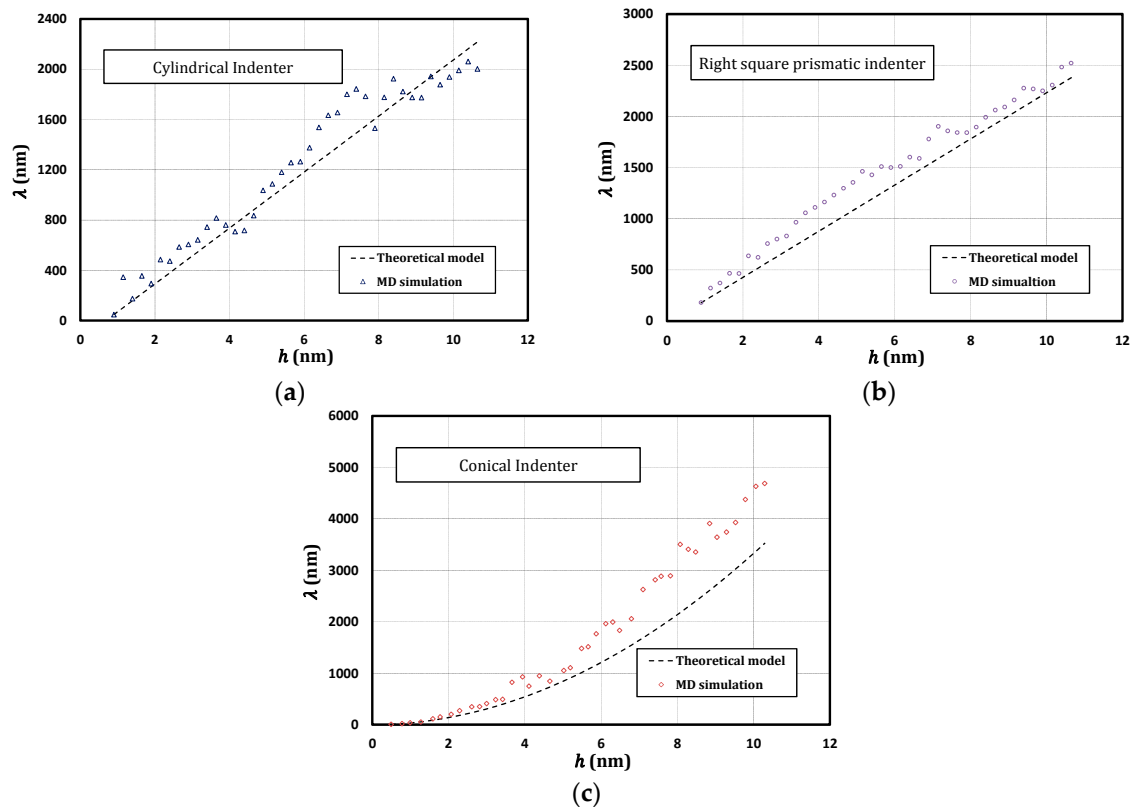 2400
2000
1600
1200
800
400
0
λ (nm)
Cylindrical Indenter
Theoretical model
MD simulation
0 2 4 6 8 10 12
h (nm)
(a)
3000
2500
2000
1500
1000
500
0
λ (nm)
Right square prismatic indenter
Theoretical model
MD simualtion
0 2 4 6 8 10 12
h (nm)
(b)
6000
5000
4000
3000
2000
1000
0
λ (nm)
Conical Indenter
Theoretical model
MD simulation
0 2 4 6 8 10 12
h (nm)
(c)